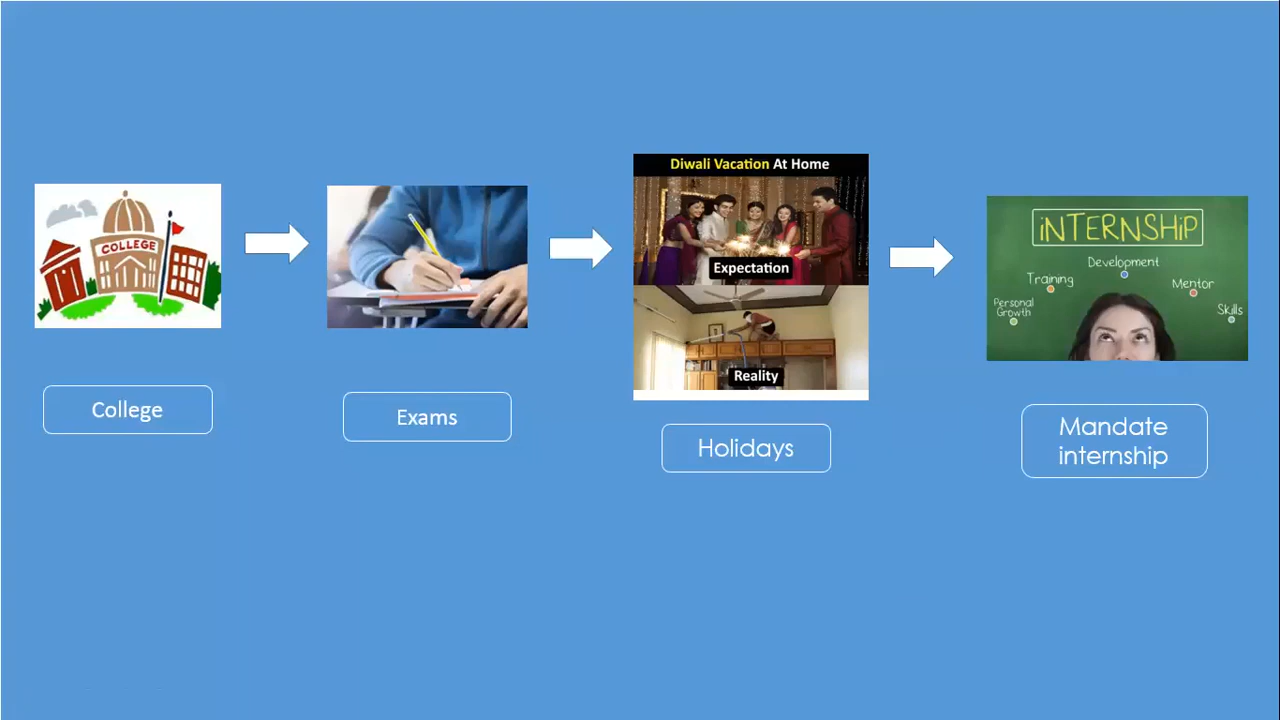 COLLEGE
College
Exams
Diwali Vacation At Home
Expectation
Reality
Holidays
iNTERNSHiP
Development
Training
Mentor
Personal
Growth
Skills
Mandate
internship